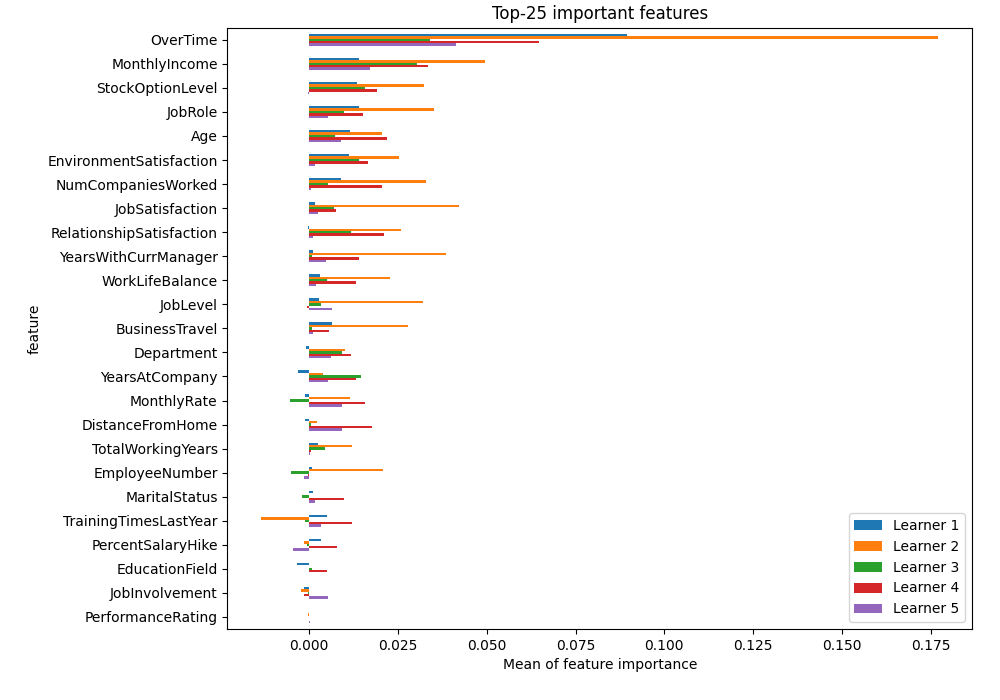 Top-25 important features
OverTime
MonthlyIncome
StockOptionLevel
JobRole
Age
EnvironmentSatisfaction
NumCompaniesWorked
JobSatisfaction
RelationshipSatisfaction
YearsWithCurrManager
WorkLifeBalance
JobLevel
BusinessTravel
Department
YearsAtCompany
MonthlyRate
DistanceFromHome
TotalWorkingYears
EmployeeNumber
MaritalStatus
TrainingTimesLastYear
PercentSalaryHike
EducationField
JobInvolvement
PerformanceRating
feature
Learner 1
Learner 2
Learner 3
Learner 4
Learner 5
0.000 0.025 0.050 0.075 0.100 0.125 0.150 0.175
Mean of feature importance